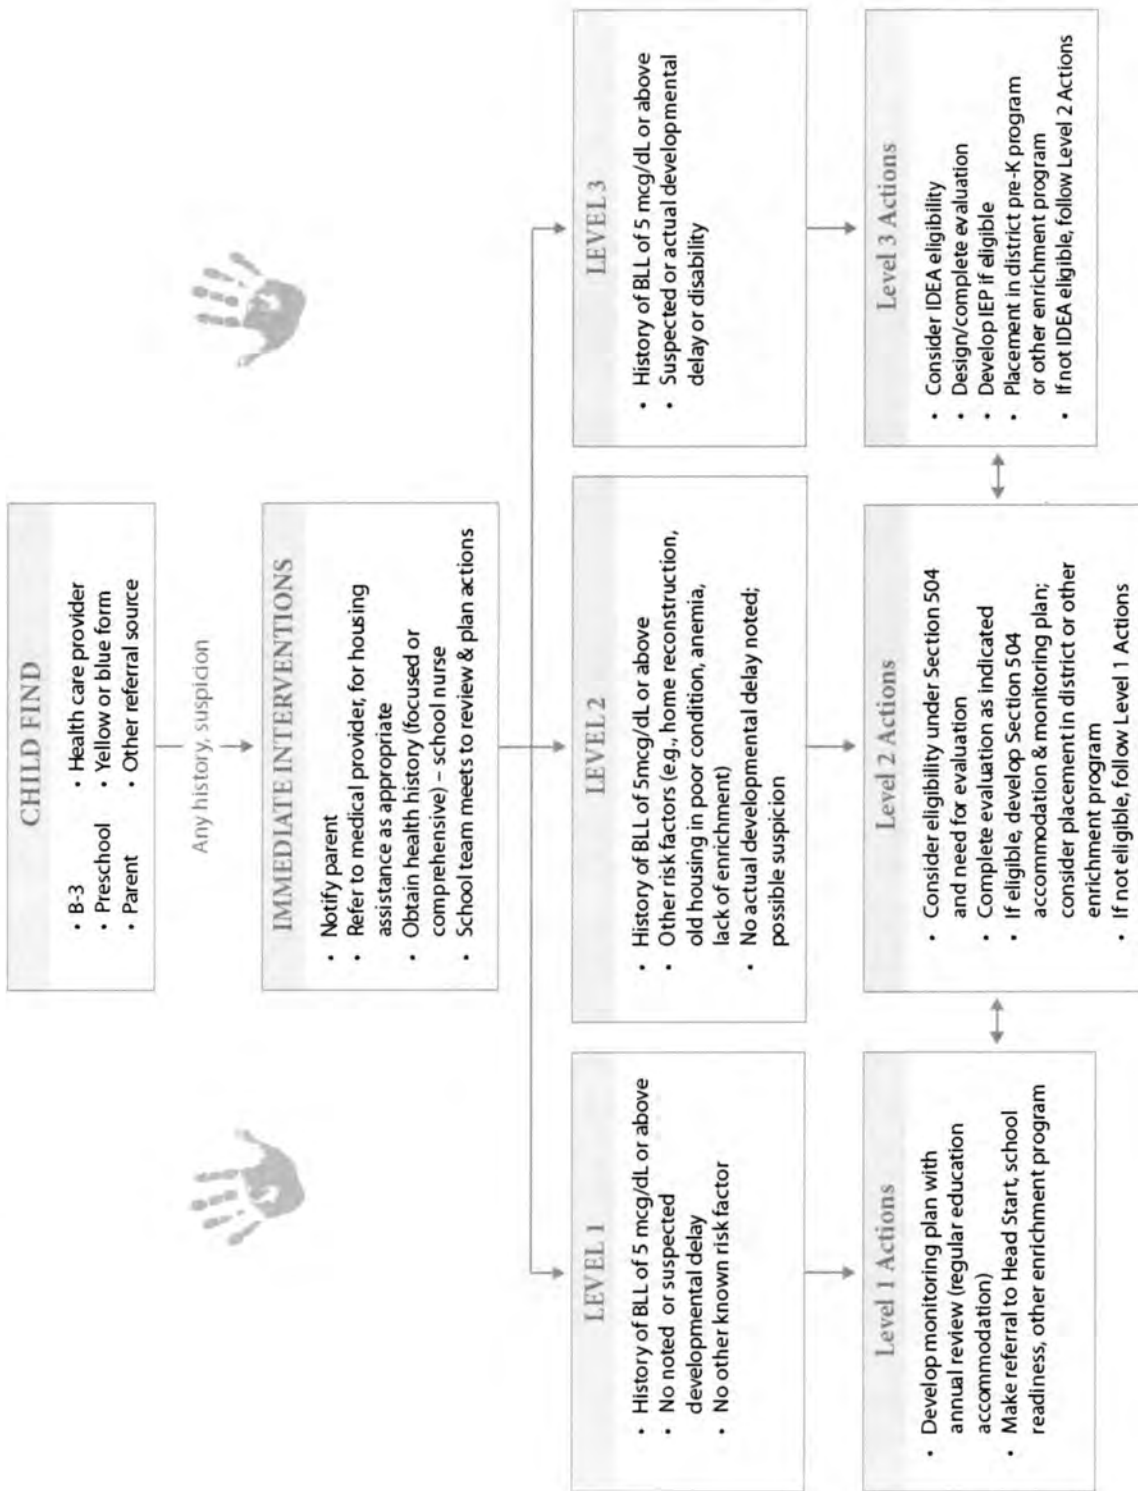 CHILD FIND
• B-3
• Preschool
• Parent
• Health care provider
• Yellow or blue form
• Other referral source
Any history, suspicion
IMMEDIATE INTERVENTIONS
• Notify parent
• Refer to medical provider, for housing
assistance as appropriate
• Obtain health history (focused or
comprehensive) – school nurse
• School team meets to review & plan actions
LEVEL 1
• History of BLL of 5 mcg/dL or above
• No noted or suspected
developmental delay
• No other known risk factor
LEVEL 2
• History of BLL of 5mcg/dL or above
• Other risk factors (e.g., home reconstruction,
old housing in poor condition, anemia,
lack of enrichment)
• No actual developmental delay noted;
possible suspicion
LEVEL 3
• History of BLL of 5 mcg/dL or above
• Suspected or actual developmental
delay or disability
Level 1 Actions
• Develop monitoring plan with
annual review (regular education
accommodation)
• Make referral to Head Start, school
readiness, other enrichment program
Level 2 Actions
• Consider eligibility under Section 504
and need for evaluation
• Complete evaluation as indicated
• If eligible, develop Section 504
accommodation & monitoring plan;
consider placement in district or other
enrichment program
• If not eligible, follow Level 1 Actions
Level 3 Actions
• Consider IDEA eligibility
• Design/complete evaluation
• Develop IEP if eligible
• Placement in district pre-K program
or other enrichment program
• If not IDEA eligible, follow Level 2 Actions